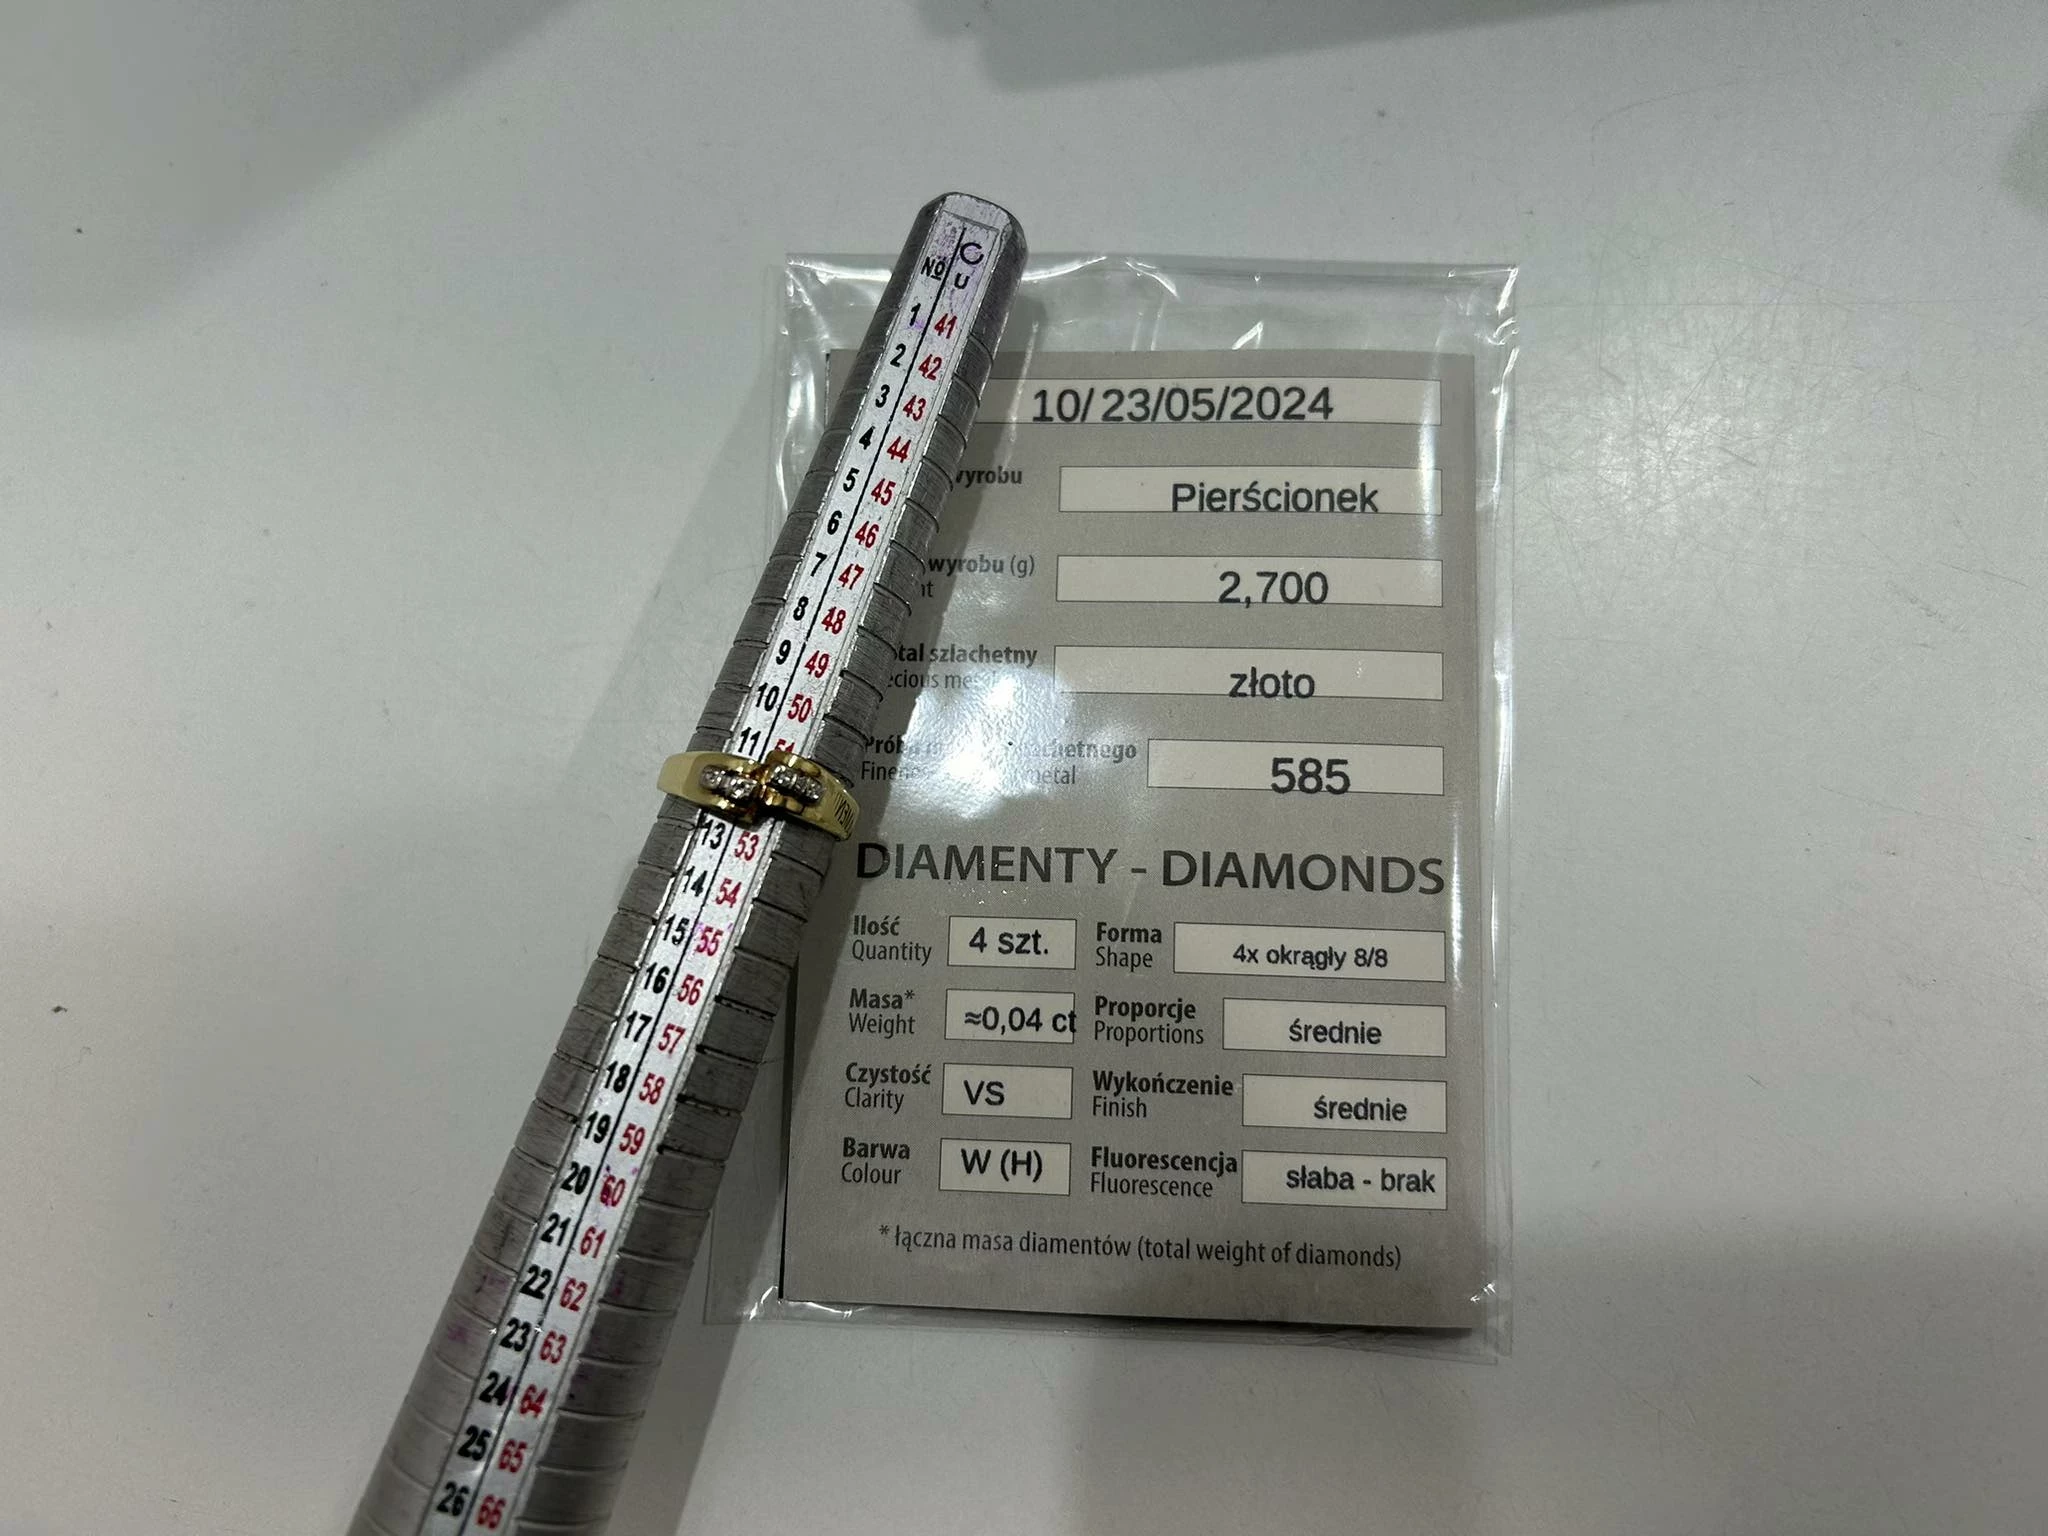 Nº C U
1 41
2 42
3 43
4 44
5 45
6 46
7 47
8 48
9 49
10 50
11 51
13 53
14 54
15 55
16 56
17 57
18 58
19 59
20 60
21 61
22 62
23 63
24 64
25 65
26 66
10/ 23/05/2024
wyrobu Pierścionek
wyrobu (g) 2,700
szlachetny złoto
Próba
585
metal
DIAMENTY - DIAMONDS
Ilość 4 szt. Forma 4x okrągły 8/8
Quantity Shape
Masa* ≈0,04 ct Proporcje średnie
Weight Proportions
Czystość VS Wykończenie średnie
Clarity Finish
Barwa W (H) Fluorescencja słaba - brak
Colour Fluorescence
* łączna masa diamentów (total weight of diamonds)